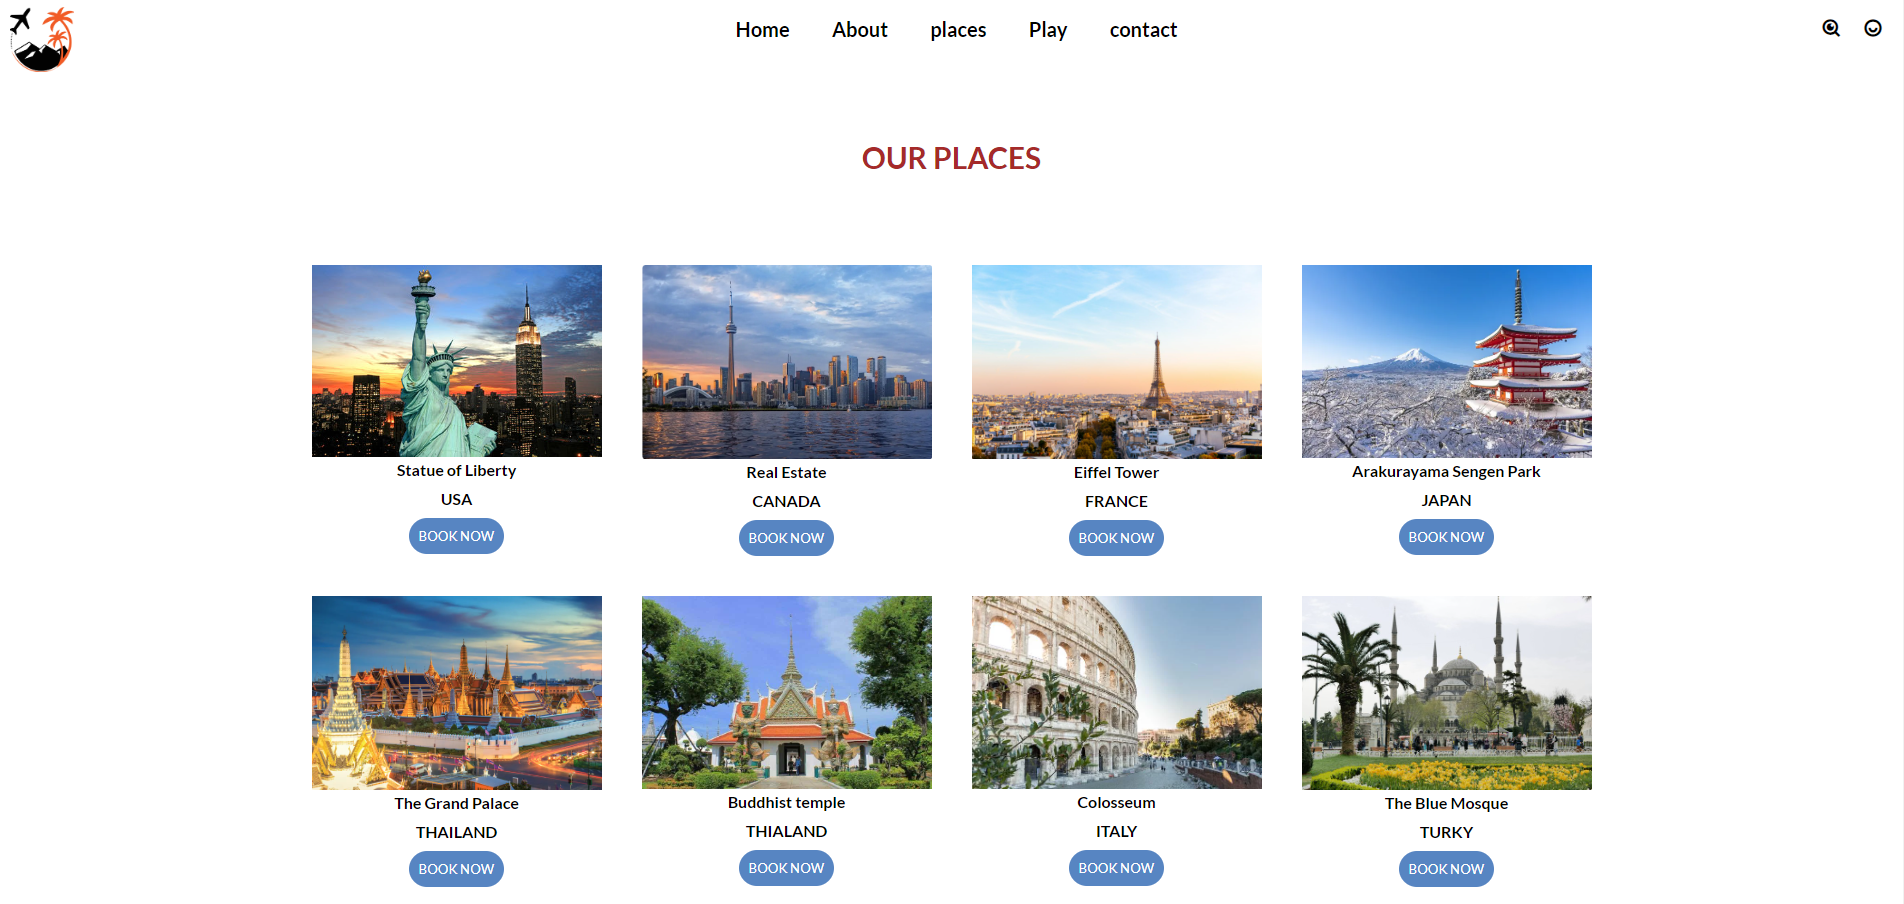 Home About places Play contact
OUR PLACES
Statue of Liberty
USA
BOOK NOW
Real Estate
CANADA
BOOK NOW
Eiffel Tower
FRANCE
BOOK NOW
Arakurayama Sengen Park
JAPAN
BOOK NOW
The Grand Palace
THAILAND
BOOK NOW
Buddhist temple
THIALAND
BOOK NOW
Colosseum
ITALY
BOOK NOW
The Blue Mosque
TURKY
BOOK NOW